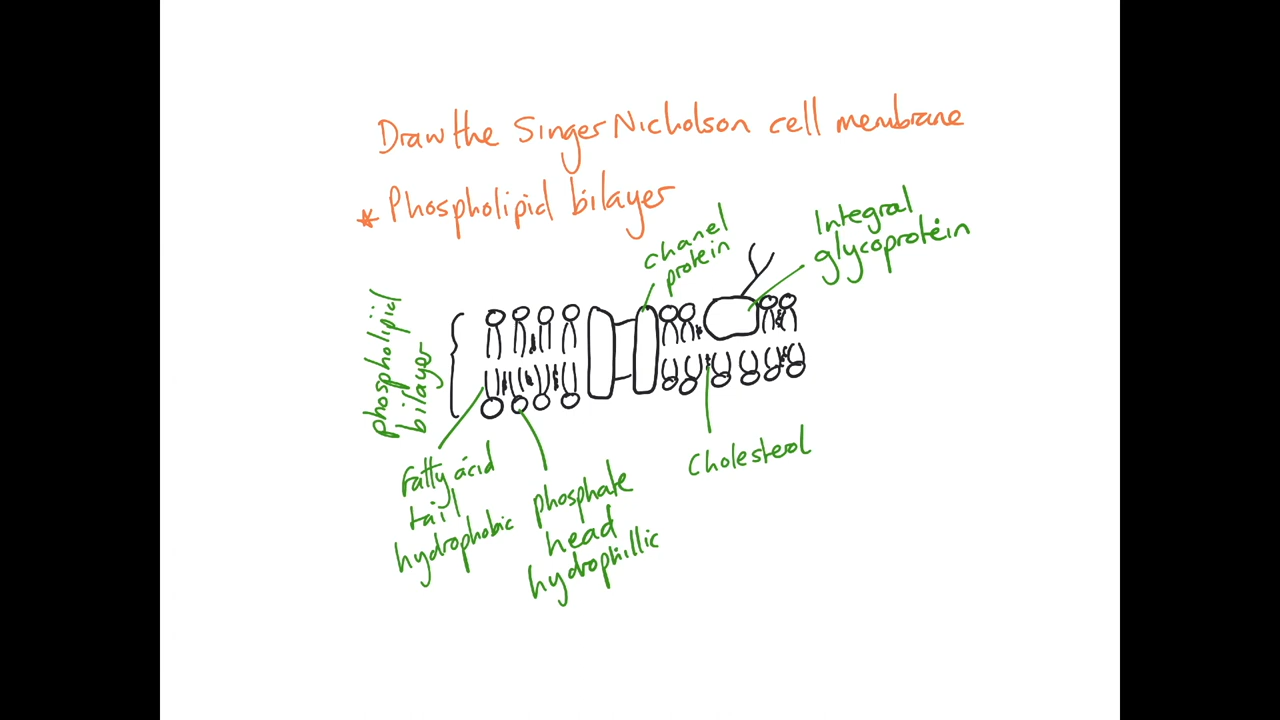 Draw the Singer Nicholson cell membrane
* Phospholipid bilayer
chanel
protein
Integral
glycoprotein
phospholipid
bilayer
Fatty acid
tail
hydrophobic
phosphate
head
hydrophillic
Cholesterol